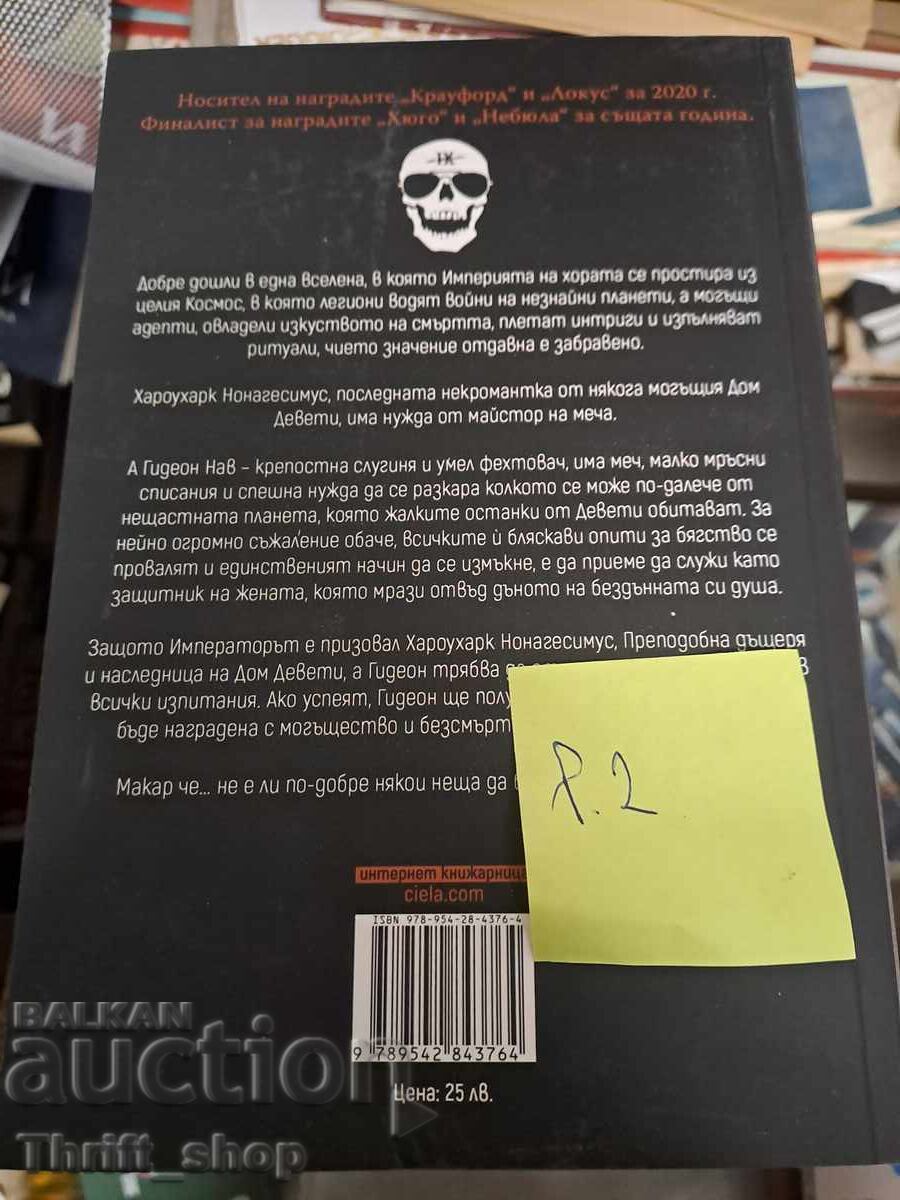 Носител на наградите „Крауфорд" и „Локус" за 2020 г.
Финалист за наградите „Хюго" и „Небюла" за същата година.
IX
Добре дошли в една вселена, в която Империята на хората се простира из
целия Космос, в която легиони водят войни на незнайни планети, а могъщи
адепти, овладели изкуството на смъртта, плетат интриги и изпълняват
ритуали, чието значение отдавна е забравено.
Хароухарк Нонагесимус, последната некромантка от някога могъщия Дом
Девети, има нужда от майстор на меча.
А Гидеон Нав – крепостна слугиня и умел фехтовач, има меч, малко мръсни
списания и спешна нужда да се разкара колкото се може по-далече от
нещастната планета, която жалките останки от Девети обитават. За
нейно огромно съжаление обаче, всичките ѝ бляскави опити за бягство се
провалят и единственият начин да се измъкне, е да приеме да служи като
защитник на жената, която мрази отвъд дъното на бездънната си душа.
Защото Императорът е призовал Хароухарк Нонагесимус, Преподобна дъщеря
и наследница на Дом Девети, а Гидеон трябва
всички изпитания. Ако успеят, Гидеон ще
бъде наградена с могъщество и
Макар че... не е ли по-добре някои неща да
интернет книжарница
ciela.com
ISBN 978-954-28-4376-4
9 789542 843764
Цена: 25 лв.
BALKAN
auction
Thrift_shop